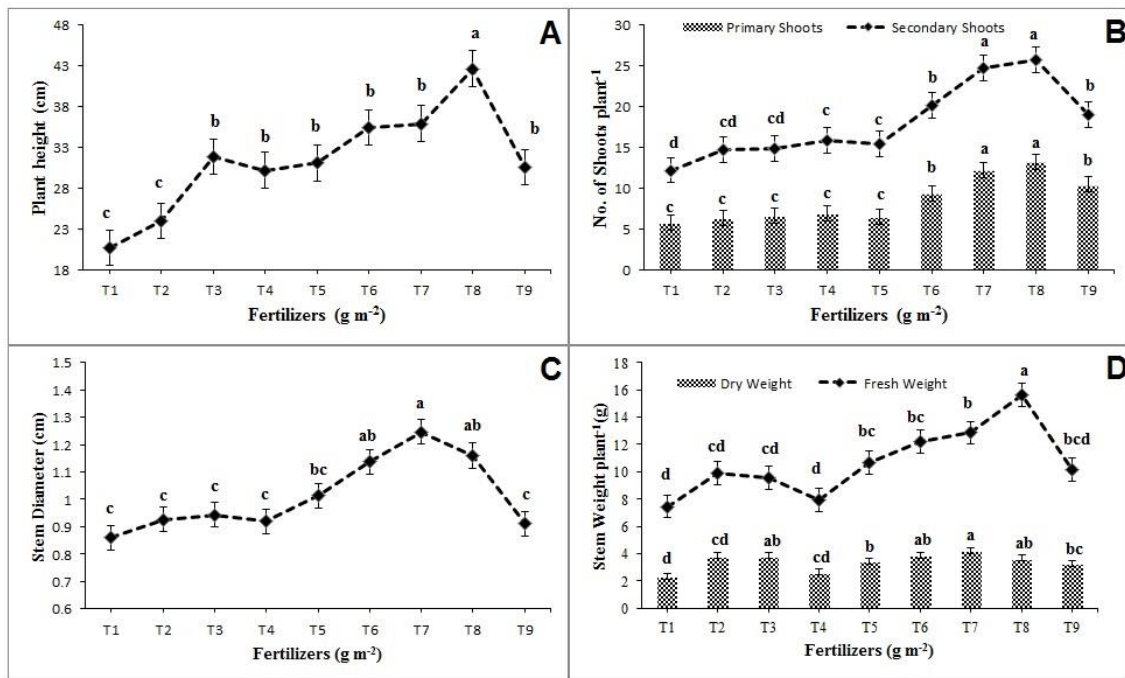 A
Plant height (cm)
48
43
38
33
28
23
18
c
c
b
b
b
b
b
a
b
T1 T2 T3 T4 T5 T6 T7 T8 T9
Fertilizers (g m⁻²)
B
Primary Shoots Secondary Shoots
No. of Shoots plant⁻¹
30
25
20
15
10
5
0
d cd cd c c b a a b
c c c c c b a a b
T1 T2 T3 T4 T5 T6 T7 T8 T9
Fertilizers (g m⁻²)
C
Stem Diameter (cm)
1.5
1.4
1.3
1.2
1.1
1
0.9
0.8
0.7
0.6
c c c c bc ab a ab c
T1 T2 T3 T4 T5 T6 T7 T8 T9
Fertilizers (g m⁻²)
D
Dry Weight Fresh Weight
Stem Weight plant⁻¹(g)
18
16
14
12
10
8
6
4
2
0
d cd cd d bc bc b a bcd
d cd ab cd b ab a ab bc
T1 T2 T3 T4 T5 T6 T7 T8 T9
Fertilizers (g m⁻²)